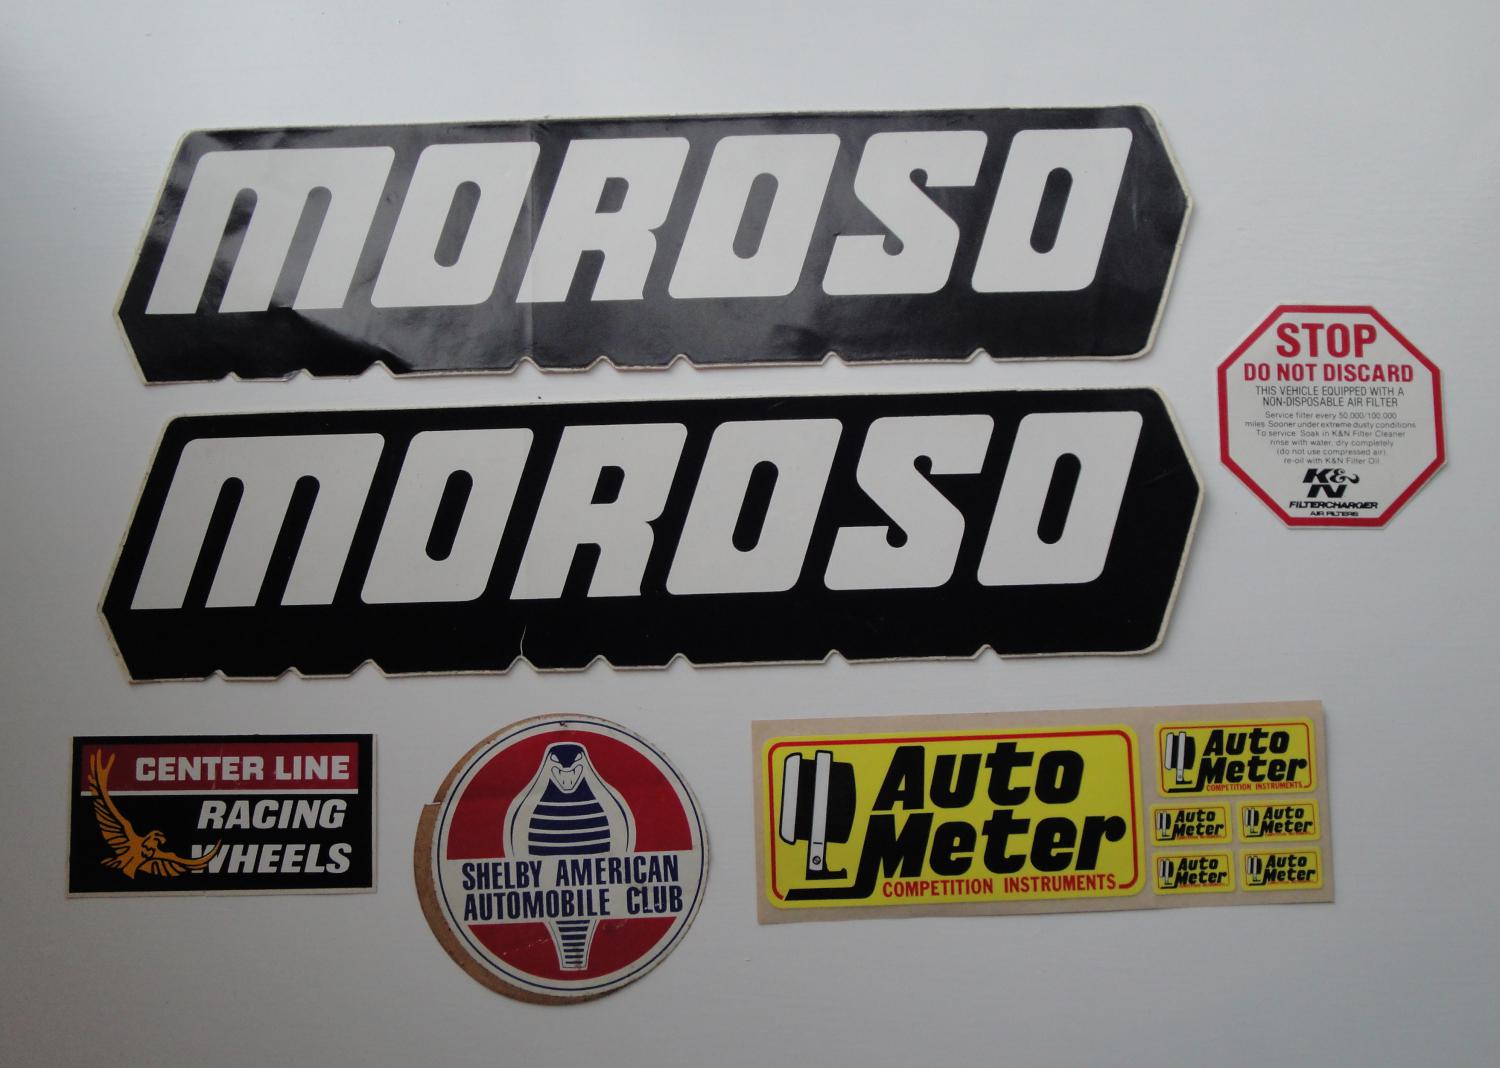 MOROSO
MOROSO
STOP
DO NOT DISCARD
THIS VEHICLE EQUIPPED WITH A
NON-DISPOSABLE AIR FILTER
Service filter every 50,000/100,000
miles Sooner under extreme dusty conditions
To service: Soak in K&N Filter Cleaner
rinse with water, dry completely
(do not use compressed air),
re-oil with K&N Filter Oil.
K&N
FILTERCHARGER
AIR FILTERS
CENTER LINE
RACING
WHEELS
SHELBY AMERICAN
AUTOMOBILE CLUB
Auto
Meter
COMPETITION INSTRUMENTS
Auto
Meter
COMPETITION INSTRUMENTS
Auto
Meter
Auto
Meter
Auto
Meter
Auto
Meter